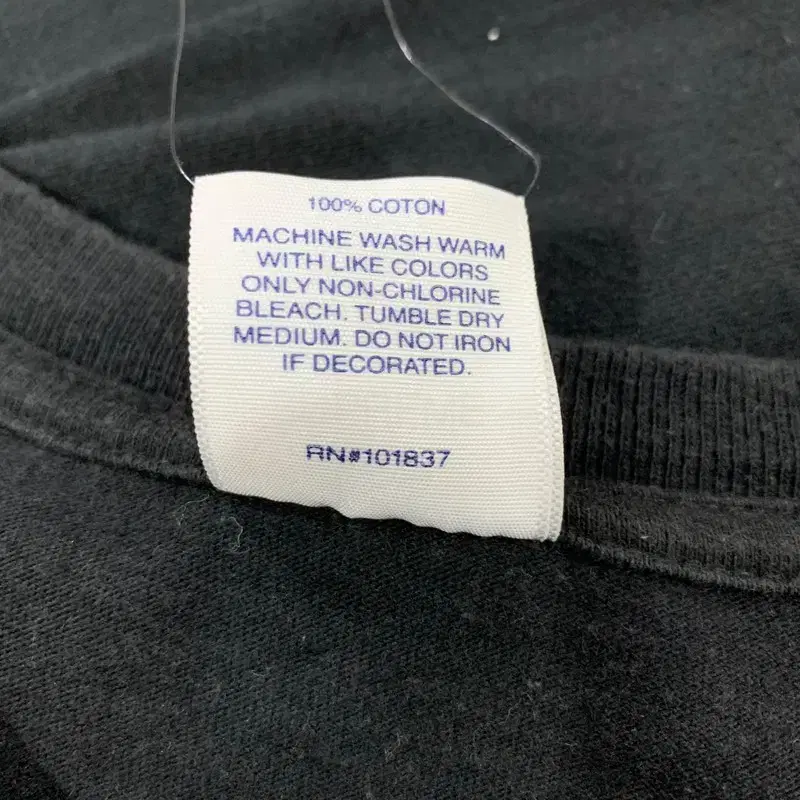 100% COTON
MACHINE WASH WARM
WITH LIKE COLORS
ONLY NON-CHLORINE
BLEACH. TUMBLE DRY
MEDIUM. DO NOT IRON
IF DECORATED.
RN#101837